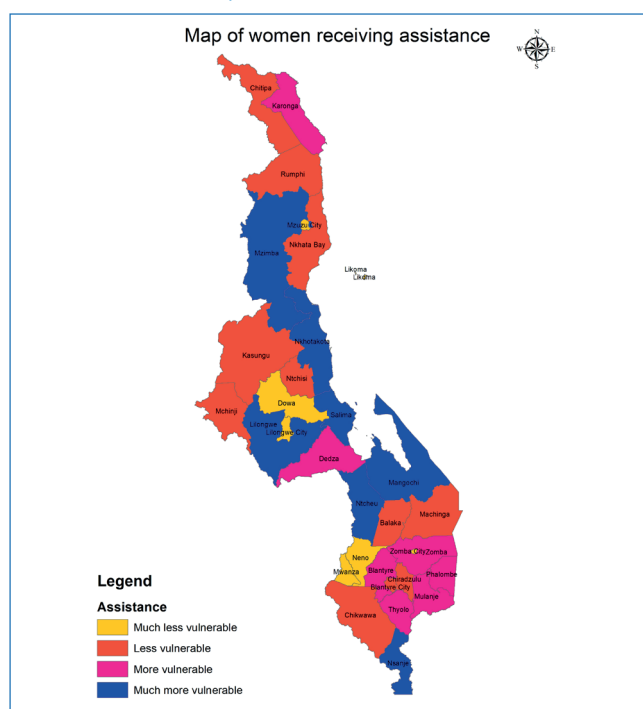 Map of women receiving assistance
N
W E
S
Chitipa
Karonga
Rumphi
Mzuzu City
Nkhata Bay
Mzimba
Likoma
Likoma
Nkhotakota
Kasungu
Ntchisi
Mchinji
Dowa
Salima
Lilongwe
Lilongwe City
Dedza
Mangochi
Ntcheu
Machinga
Balaka
Zomba City
Zomba
Neno
Mwanza
Blantyre
Phalombe
Chiradzulu
Blantyre City
Mulanje
Thyolo
Chikwawa
Nsanje
Legend
Assistance
Much less vulnerable
Less vulnerable
More vulnerable
Much more vulnerable